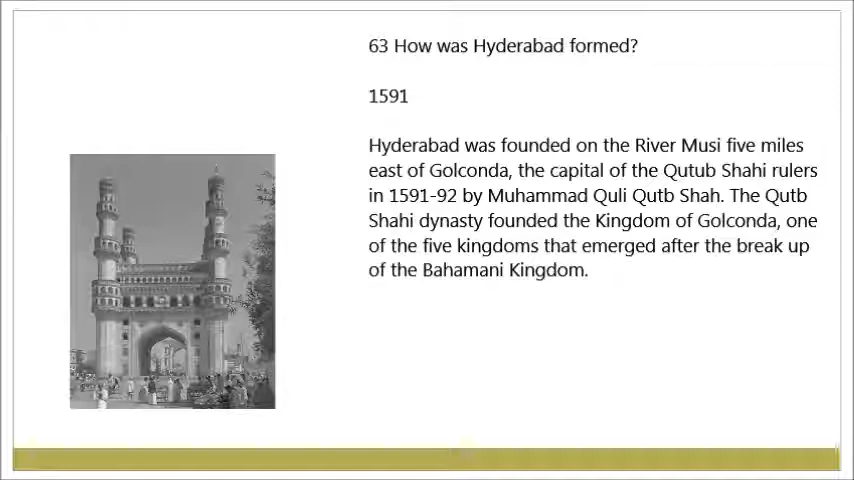 63 How was Hyderabad formed?
1591
Hyderabad was founded on the River Musi five miles
east of Golconda, the capital of the Qutub Shahi rulers
in 1591-92 by Muhammad Quli Qutb Shah. The Qutb
Shahi dynasty founded the Kingdom of Golconda, one
of the five kingdoms that emerged after the break up
of the Bahamani Kingdom.